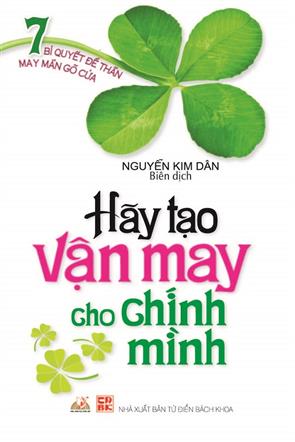 7 BÍ QUYẾT ĐỂ THẦN
MAY MẮN GÕ CỬA
NGUYỄN KIM DÂN
Biên dịch
Hãy tạo
vận may
cho chính
mình
NHÀ XUẤT BẢN TỪ ĐIỂN BÁCH KHOA